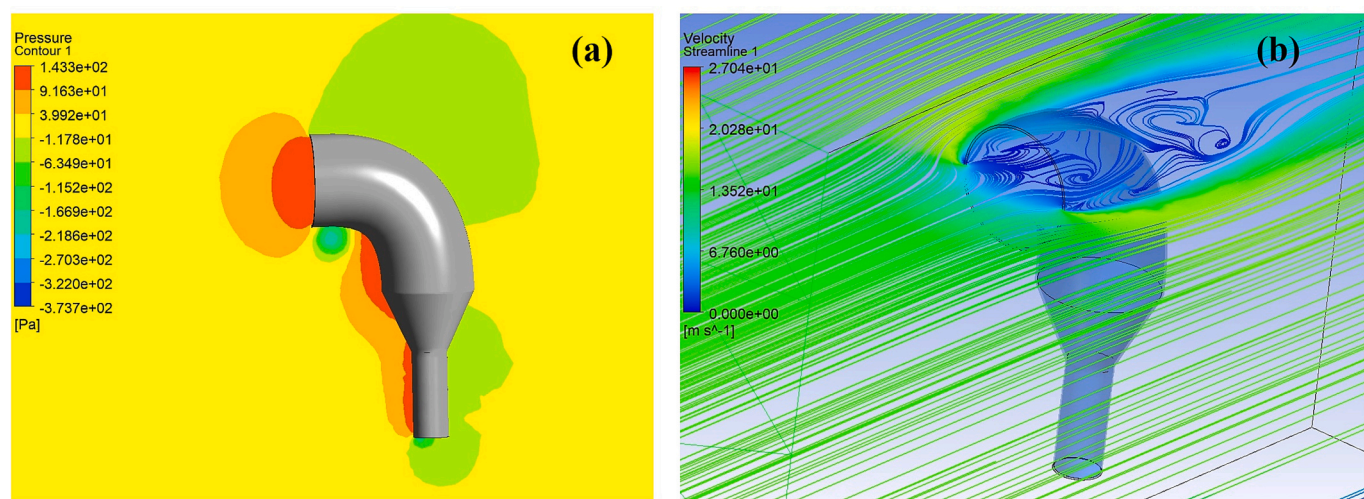 Pressure
Contour 1
1.433e+02
9.163e+01
3.992e+01
-1.178e+01
-6.349e+01
-1.152e+02
-1.669e+02
-2.186e+02
-2.703e+02
-3.220e+02
-3.737e+02
[Pa]
(a)
Velocity
Streamline 1
2.704e+01
2.028e+01
1.352e+01
6.760e+00
0.000e+00
[m s^-1]
(b)